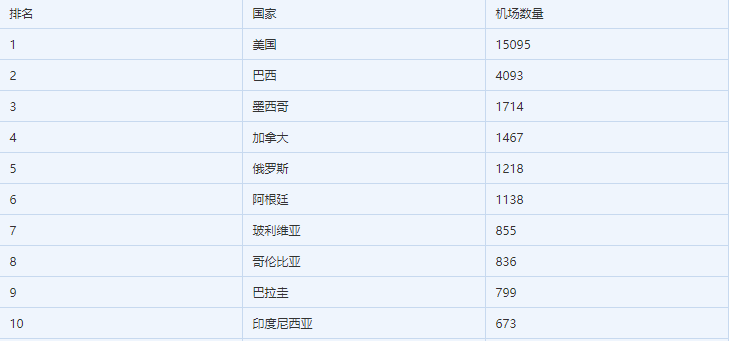 排名 国家 机场数量
1 美国 15095
2 巴西 4093
3 墨西哥 1714
4 加拿大 1467
5 俄罗斯 1218
6 阿根廷 1138
7 玻利维亚 855
8 哥伦比亚 836
9 巴拉圭 799
10 印度尼西亚 673